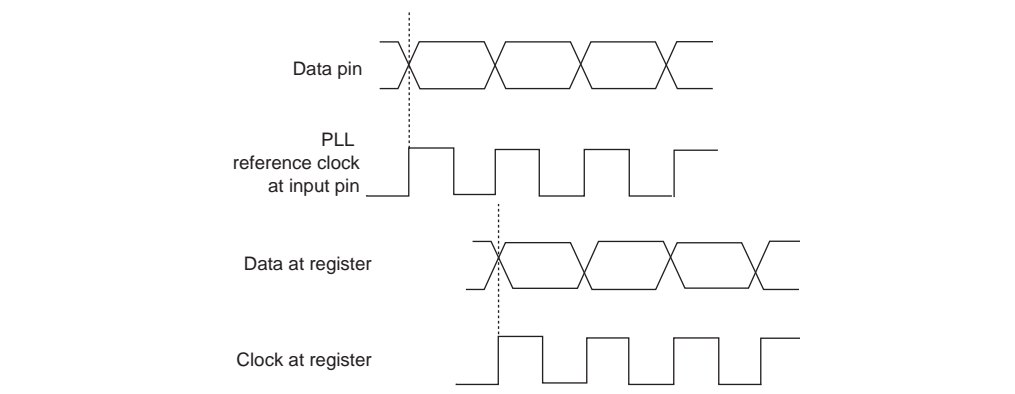 Data pin
PLL
reference clock
at input pin
Data at register
Clock at register